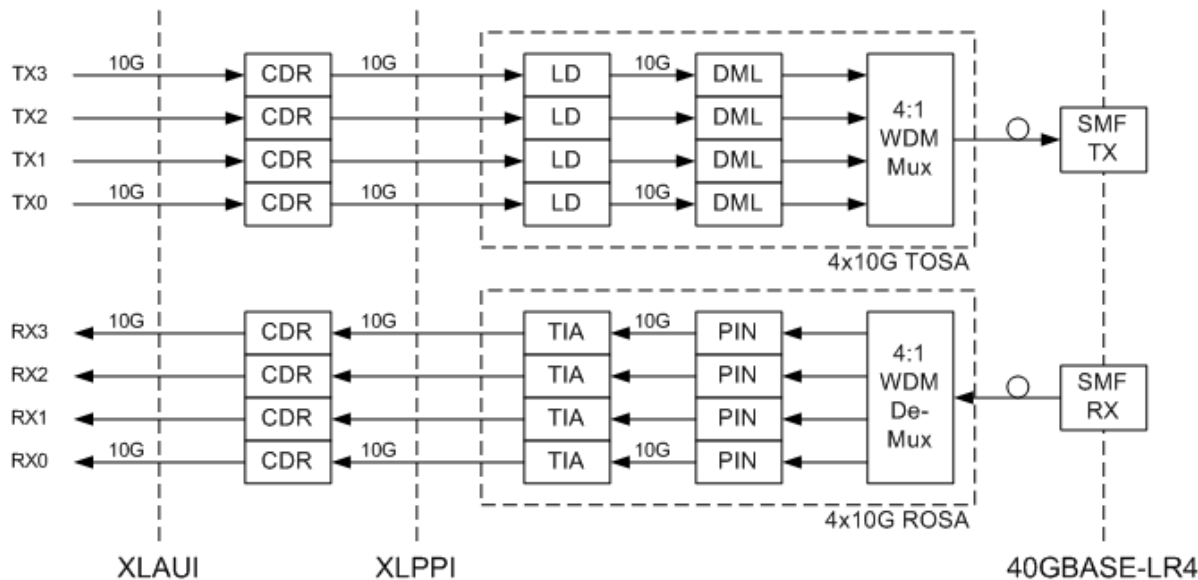 TX3 10G CDR 10G LD 10G DML
TX2 CDR LD DML
TX1 CDR LD DML
TX0 10G CDR 10G LD 10G DML
4:1
WDM
Mux
SMF
TX
4x10G TOSA
RX3 10G CDR 10G TIA 10G PIN
RX2 CDR TIA PIN
RX1 CDR TIA PIN
RX0 10G CDR 10G TIA 10G PIN
4:1
WDM
De-
Mux
SMF
RX
4x10G ROSA
XLAUI XLPPI 40GBASE-LR4